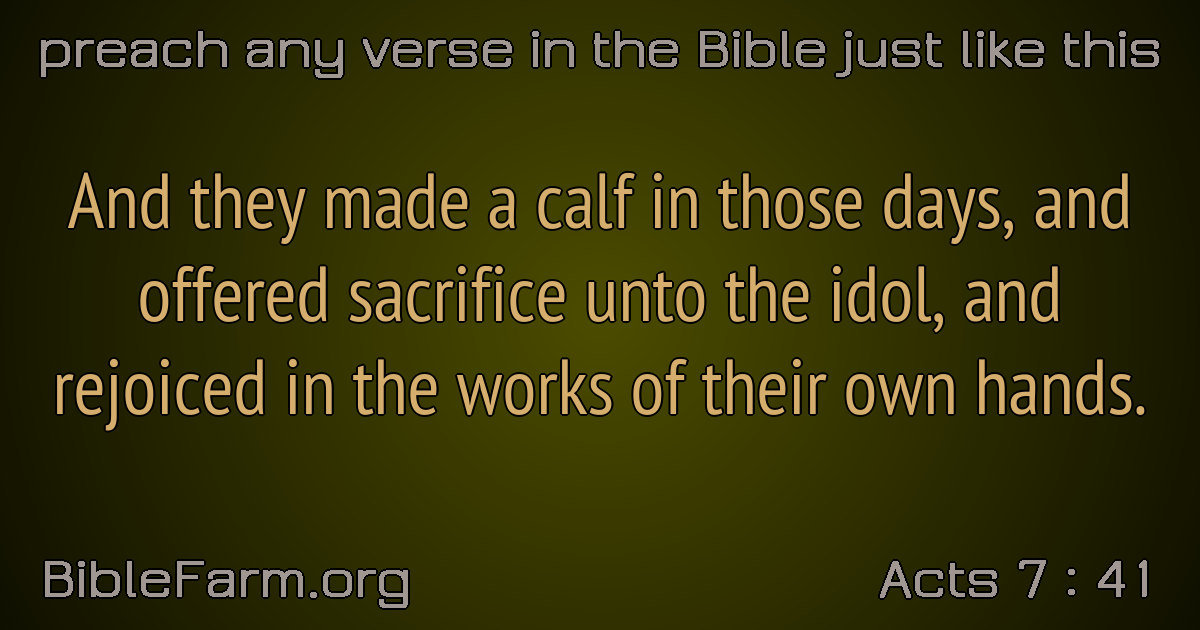 preach any verse in the Bible just like this
And they made a calf in those days, and
offered sacrifice unto the idol, and
rejoiced in the works of their own hands.
BibleFarm.org
Acts 7 : 41